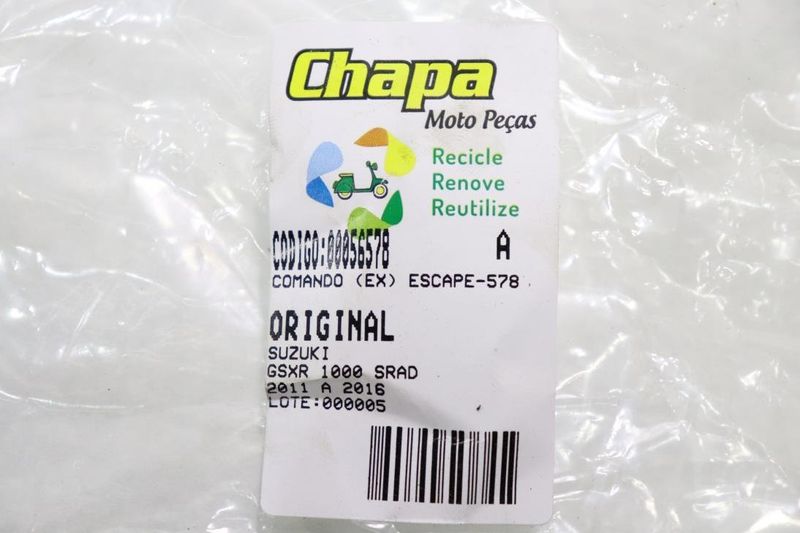 Chapa
Moto Peças
Recicle
Renove
Reutilize
CODIGO:00056578 A
COMANDO (EX) ESCAPE-578
ORIGINAL
SUZUKI
GSXR 1000 SRAD
2011 A 2016
LOTE:000005